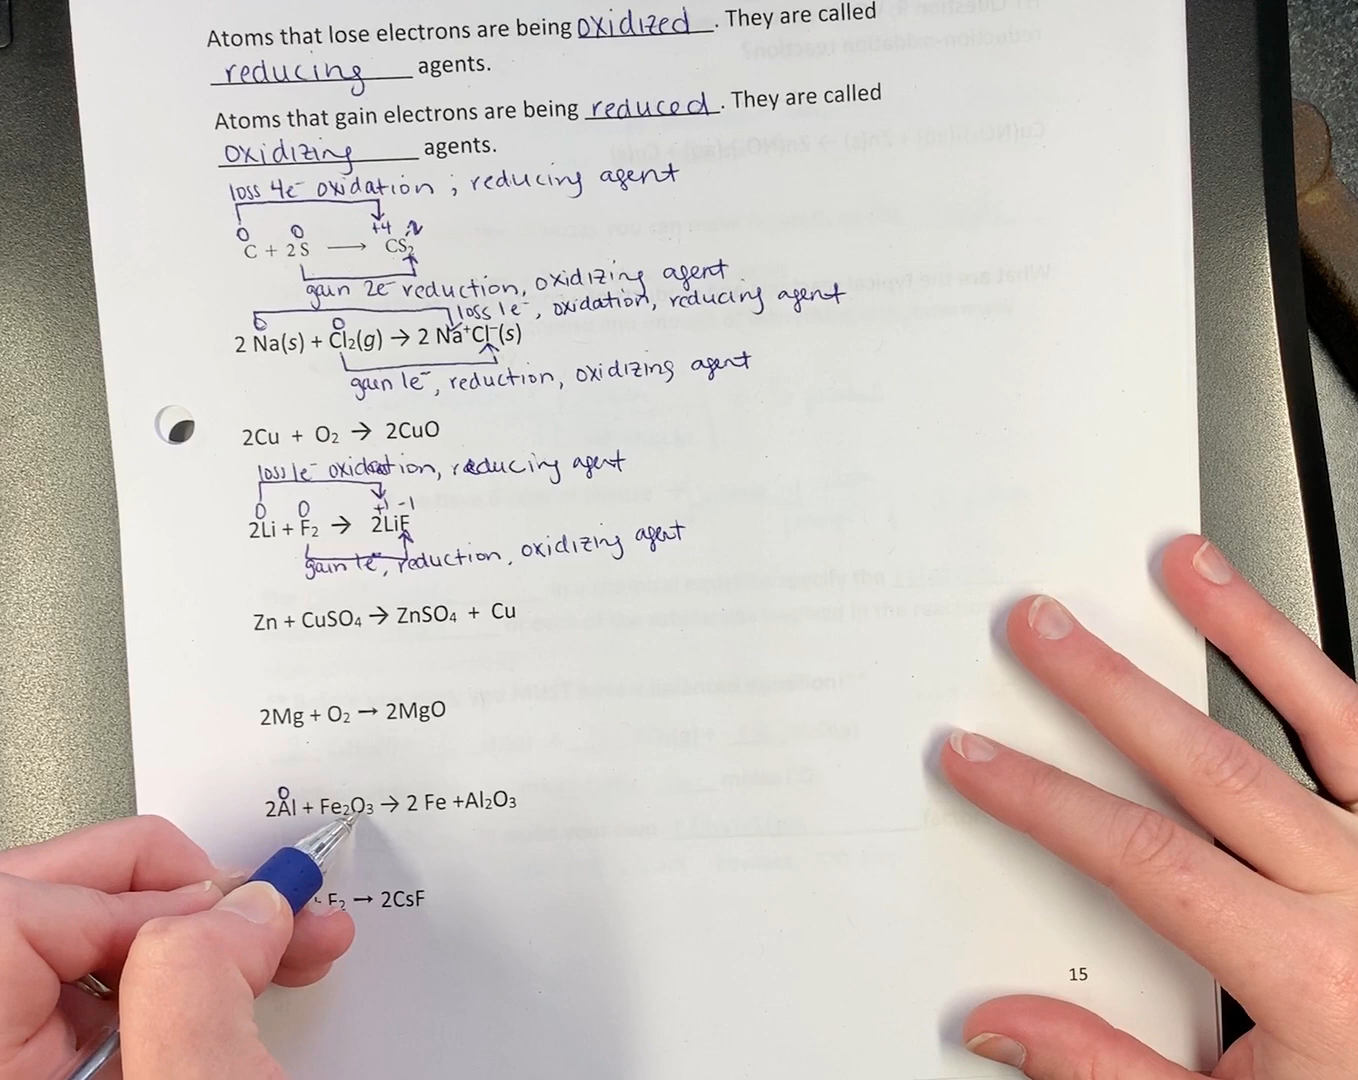 Atoms that lose electrons are being oxidized. They are called
reducing agents.
Atoms that gain electrons are being reduced. They are called
oxidizing agents.
loss 4e⁻ oxidation ; reducing agent
0 0 +4 -2
C + 2S ⟶ CS₂
gain 2e⁻ reduction, oxidizing agent
loss 1e⁻, oxidation, reducing agent
0 0
2 Na(s) + Cl₂(g) → 2 Na⁺Cl⁻(s)
gain 1e⁻, reduction, oxidizing agent
2Cu + O₂ → 2CuO
loss 1e⁻ oxidation, reducing agent
0 0 +1 -1
2Li + F₂ → 2LiF
gain 1e⁻, reduction, oxidizing agent
Zn + CuSO₄ → ZnSO₄ + Cu
2Mg + O₂ → 2MgO
0
2Al + Fe₂O₃ → 2 Fe +Al₂O₃
F₂ → 2CsF
15